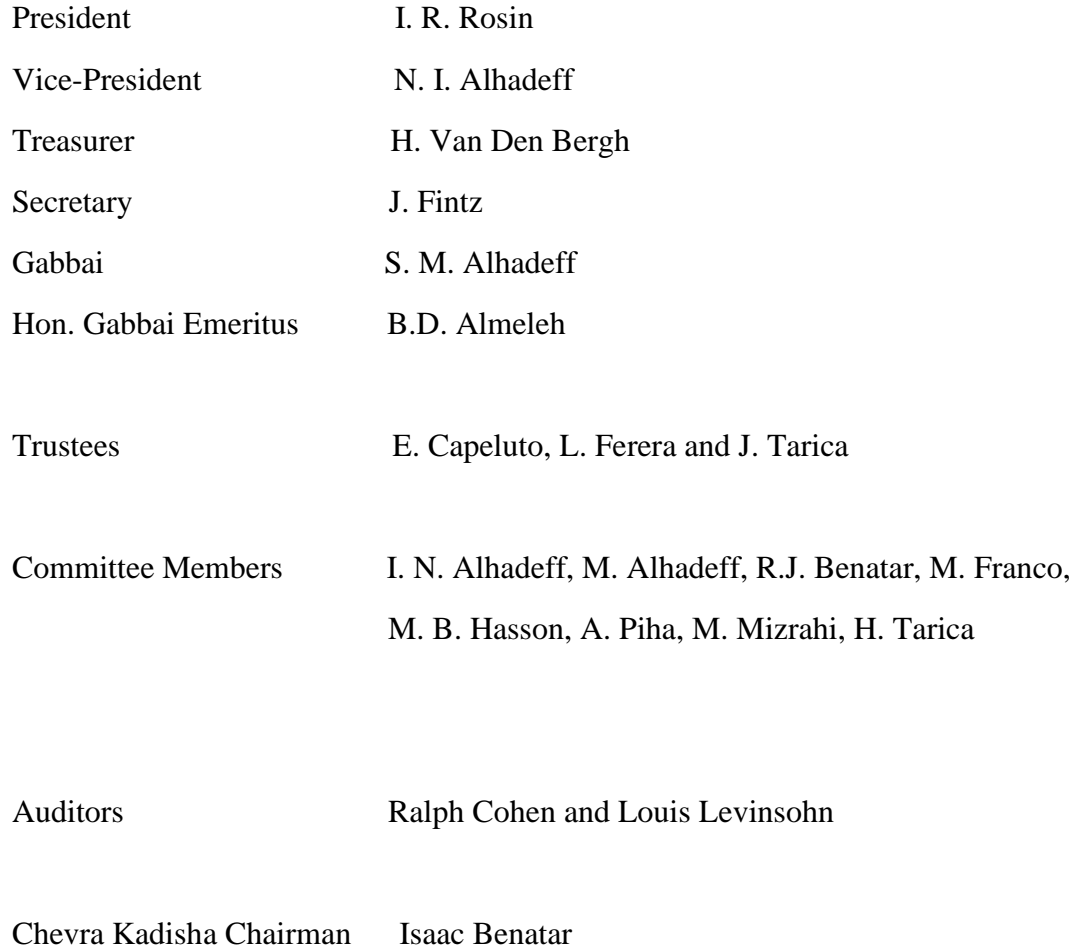 President I. R. Rosin
Vice-President N. I. Alhadeff
Treasurer H. Van Den Bergh
Secretary J. Fintz
Gabbai S. M. Alhadeff
Hon. Gabbai Emeritus B.D. Almeleh
Trustees E. Capeluto, L. Ferera and J. Tarica
Committee Members I. N. Alhadeff, M. Alhadeff, R.J. Benatar, M. Franco,
M. B. Hasson, A. Piha, M. Mizrahi, H. Tarica
Auditors Ralph Cohen and Louis Levinsohn
Chevra Kadisha Chairman Isaac Benatar